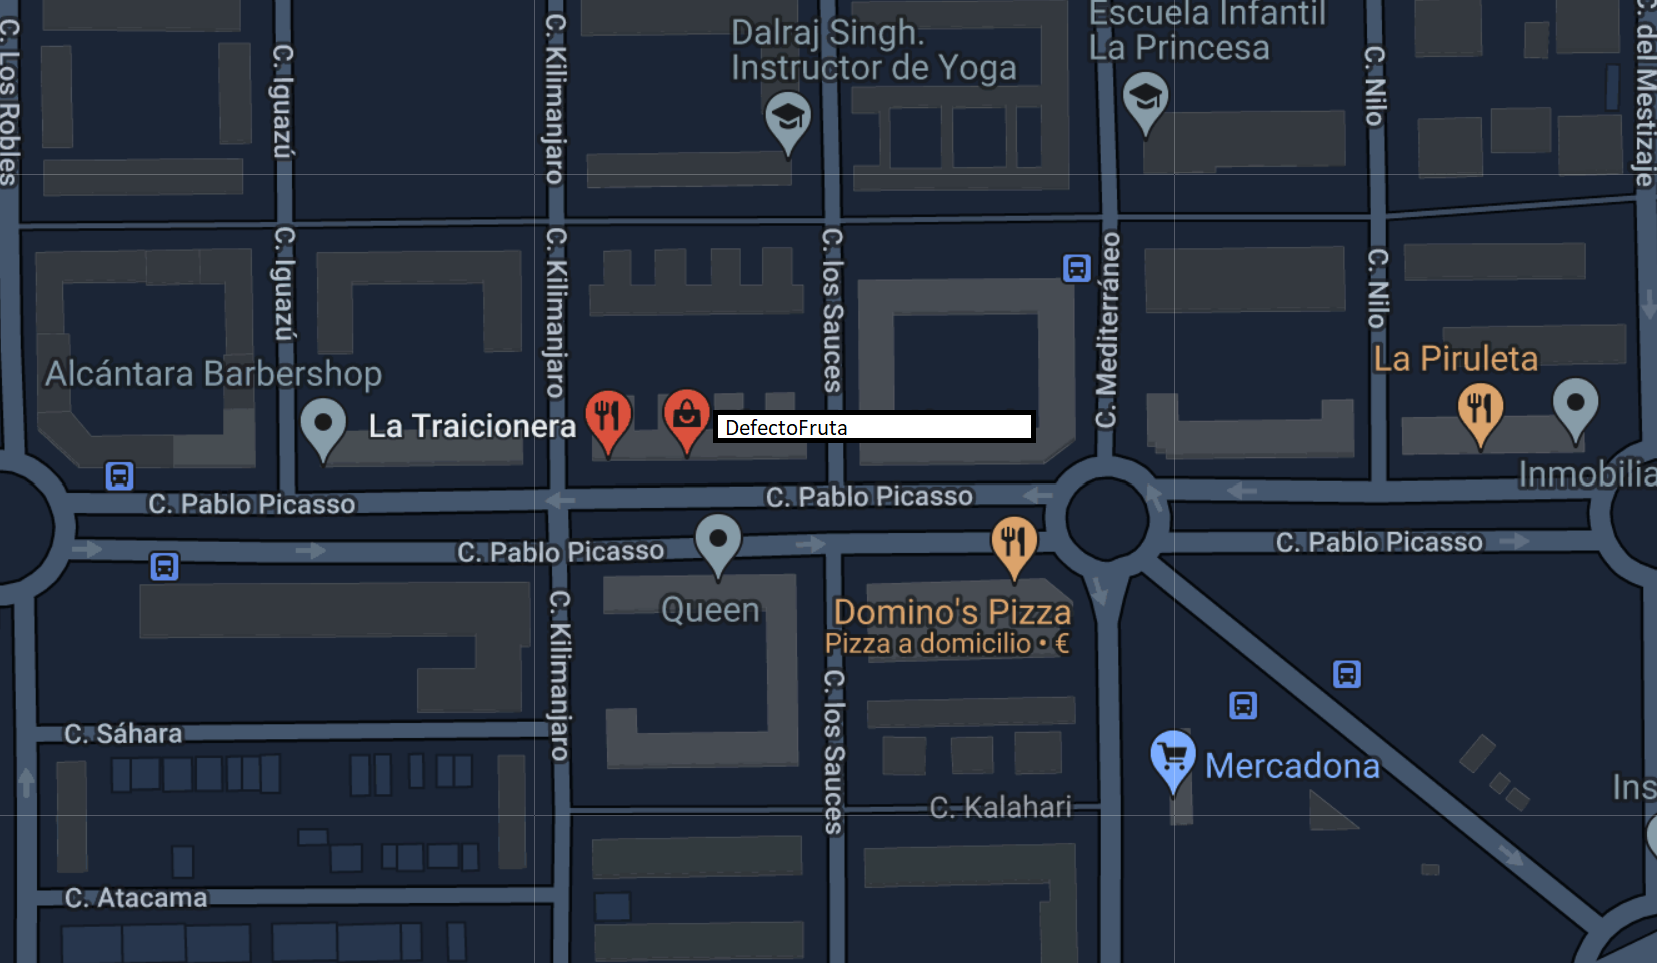 C. Los Robles
C. Iguazú
C. Kilimanjaro
Dalraj Singh.
Instructor de Yoga
Escuela Infantil
La Princesa
C. Nilo
C. del Mestizaje
C. Iguazú
C. Kilimanjaro
C. los Sauces
C. Mediterráneo
C. Nilo
Alcántara Barbershop
La Traicionera
DefectoFruta
La Piruleta
Inmobilia
C. Pablo Picasso
C. Pablo Picasso
C. Pablo Picasso
C. Pablo Picasso
Queen
Domino's Pizza
Pizza a domicilio • €
C. Kilimanjaro
C. los Sauces
C. Sáhara
Mercadona
Ins
C. Kalahari
C. Atacama